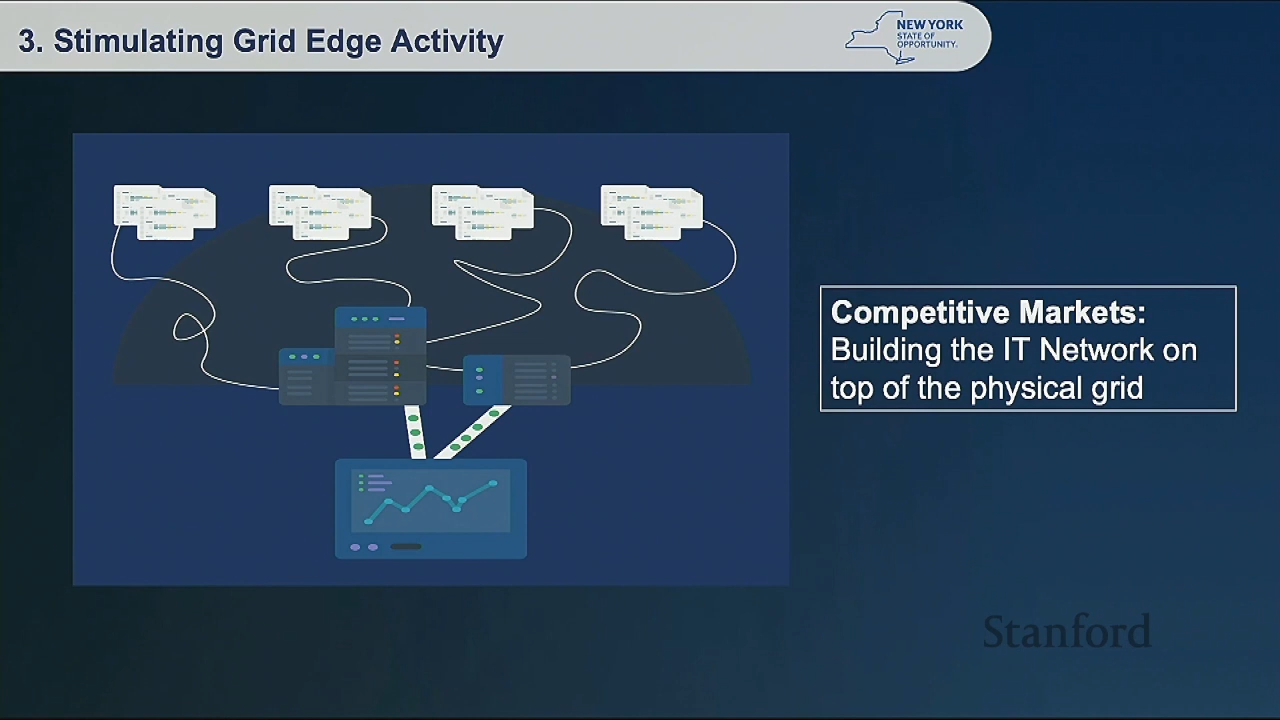 3. Stimulating Grid Edge Activity
NEW YORK
STATE OF
OPPORTUNITY.
Competitive Markets:
Building the IT Network on
top of the physical grid
Stanford